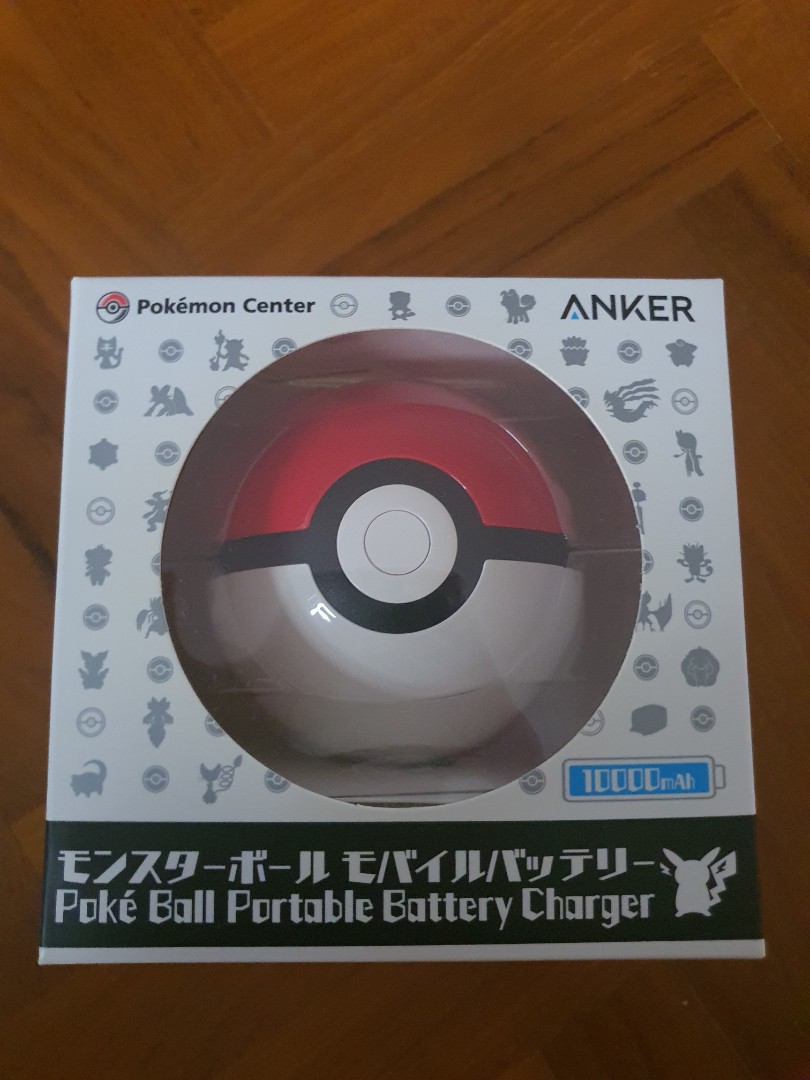 Pokémon Center
ANKER
10000mAh
モンスターボール モバイルバッテリー
Poké Ball Portable Battery Charger